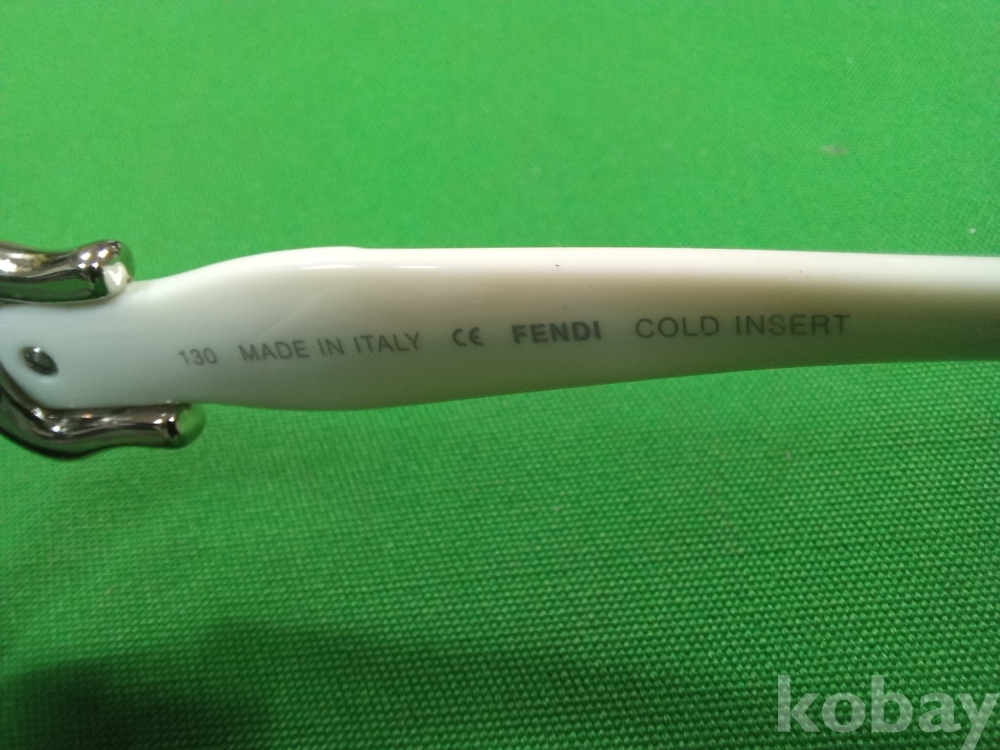 130 MADE IN ITALY CE FENDI COLD INSERT
kobay